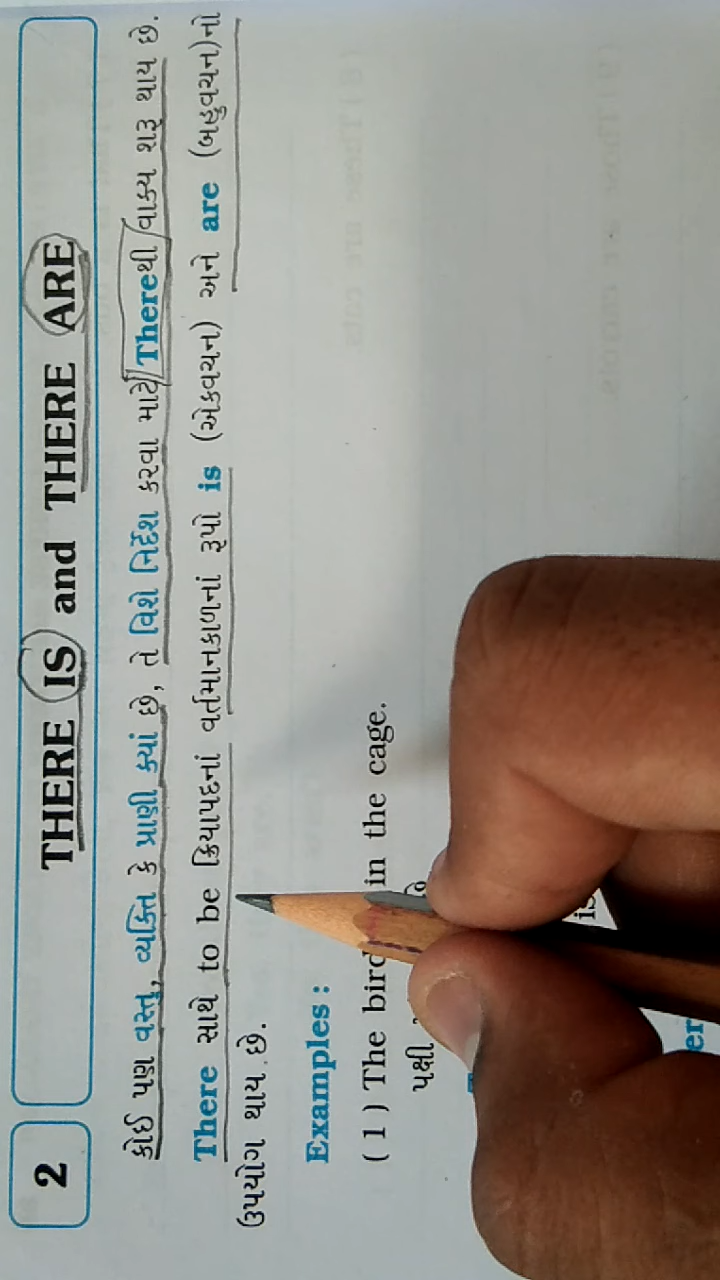 2
THERE IS and THERE ARE
કોઈ પણ વસ્તુ, વ્યક્તિ કે પ્રાણી ક્યાં છે, તે વિશે નિર્દેશ કરવા માટે Thereથી વાક્ય શરૂ થાય છે.
There સાથે to be ક્રિયાપદનાં વર્તમાનકાળનાં રૂપો is (એકવચન) અને are (બહુવચન)નો
ઉપયોગ થાય છે.
Examples :
( 1 ) The bird in the cage.
પક્ષી